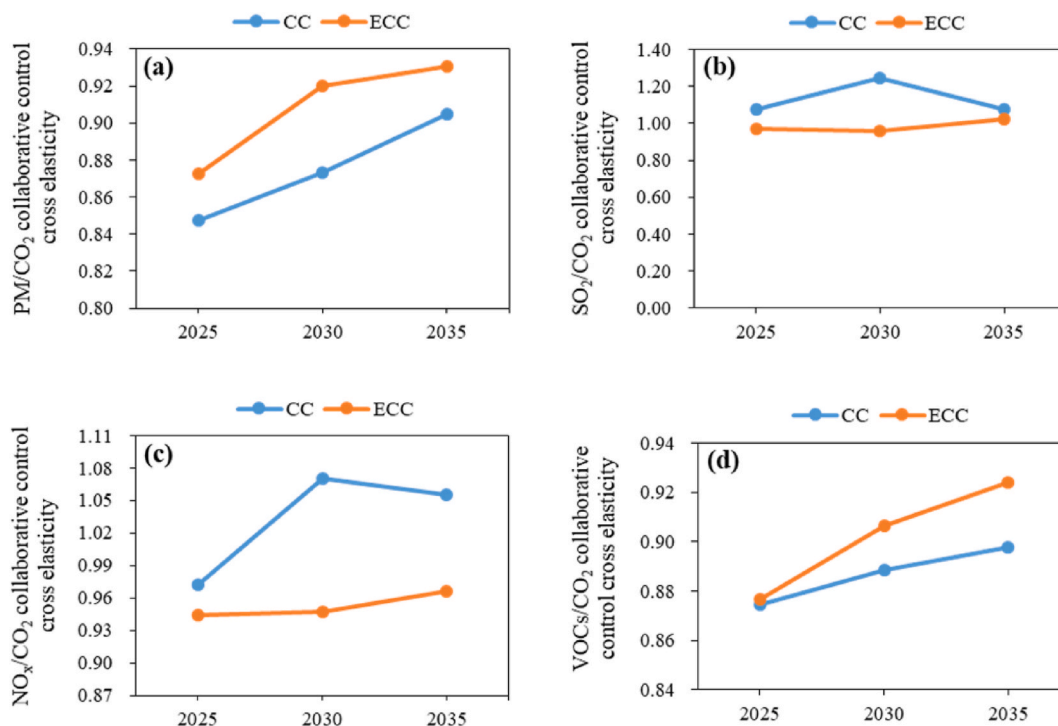 CC ECC
(a)
PM/CO₂ collaborative control
cross elasticity
0.94
0.92
0.90
0.88
0.86
0.84
0.82
0.80
2025 2030 2035
CC ECC
(b)
SO₂/CO₂ collaborative control
cross elasticity
1.40
1.20
1.00
0.80
0.60
0.40
0.20
0.00
2025 2030 2035
CC ECC
(c)
NOₓ/CO₂ collaborative control
cross elasticity
1.11
1.08
1.05
1.02
0.99
0.96
0.93
0.90
0.87
2025 2030 2035
CC ECC
(d)
VOCs/CO₂ collaborative
control cross elasticity
0.94
0.92
0.90
0.88
0.86
0.84
2025 2030 2035